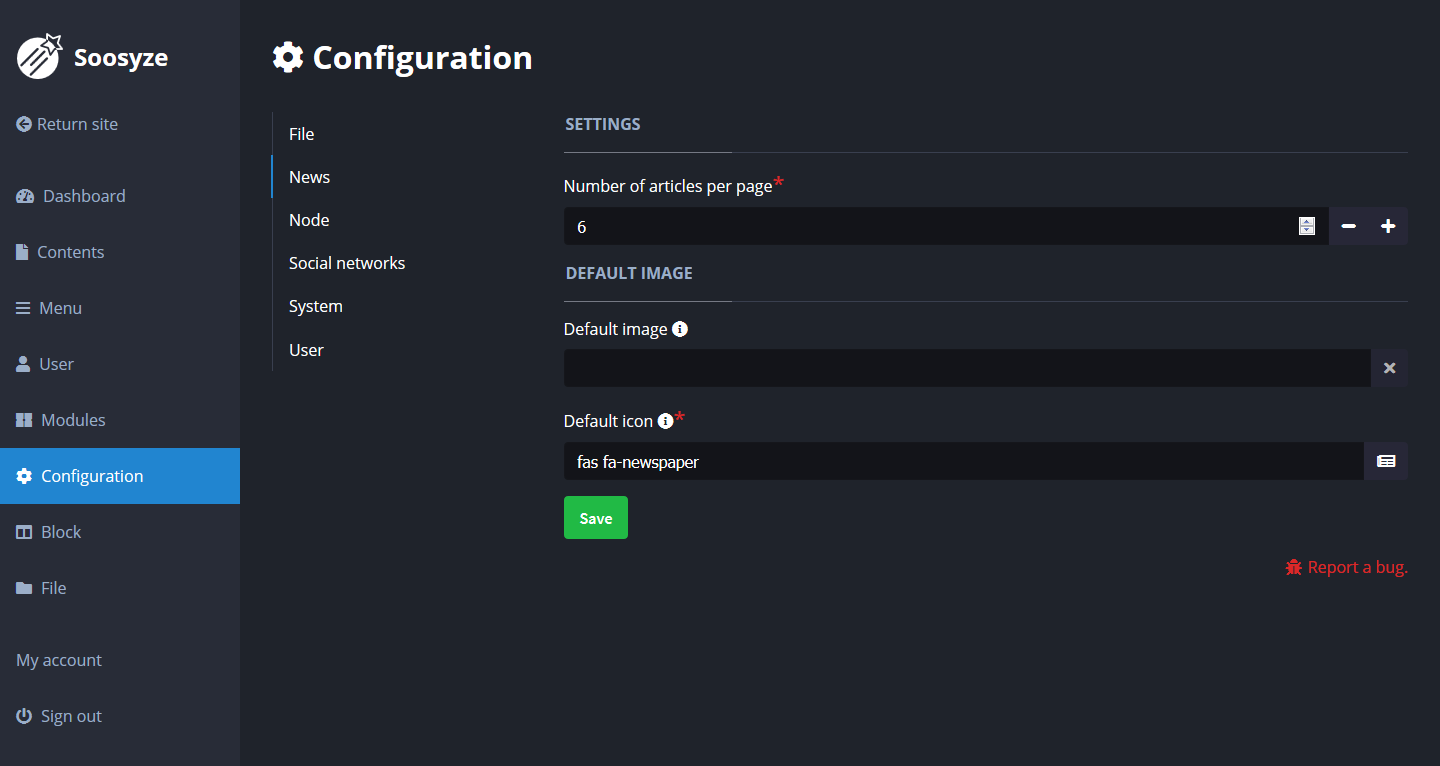 Soosyze
Return site
Dashboard
Contents
Menu
User
Modules
Configuration
Block
File
My account
Sign out
Configuration
File
News
Node
Social networks
System
User
SETTINGS
Number of articles per page*
6
DEFAULT IMAGE
Default image
Default icon *
fas fa-newspaper
Save
Report a bug.